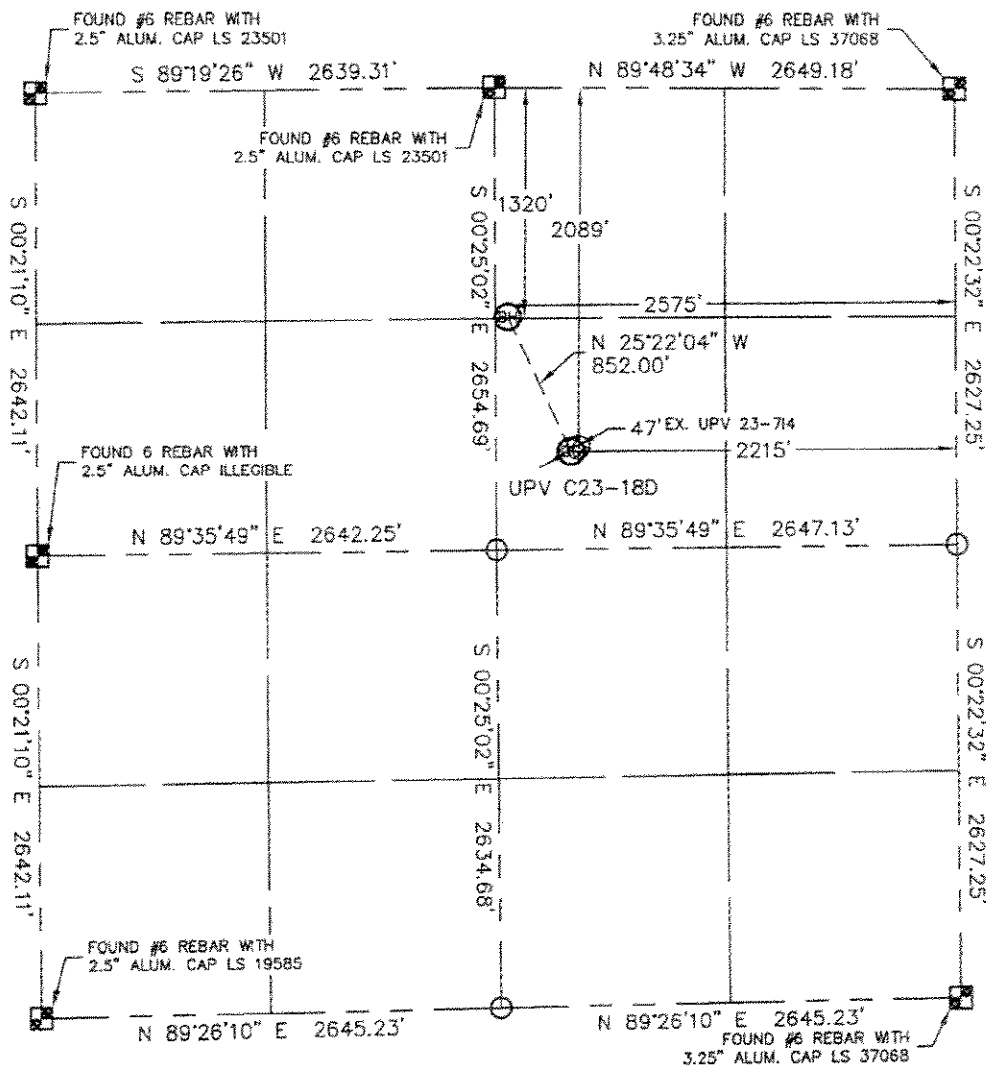 FOUND #6 REBAR WITH
2.5" ALUM. CAP LS 23501
FOUND #6 REBAR WITH
3.25" ALUM. CAP LS 37068
S 89°19'26" W 2639.31'
N 89°48'34" W 2649.18'
FOUND #6 REBAR WITH
2.5" ALUM. CAP LS 23501
S 00°21'10" E 2642.11'
S 00°25'02" E 2654.69'
S 00°22'32" E 2627.25'
1320'
2089'
2575'
N 25°22'04" W
852.00'
47' EX. UPV 23-714
2215'
UPV C23-18D
FOUND 6 REBAR WITH
2.5" ALUM. CAP ILLEGIBLE
N 89°35'49" E 2642.25'
N 89°35'49" E 2647.13'
S 00°21'10" E 2642.11'
S 00°25'02" E 2634.68'
S 00°22'32" E 2627.25'
FOUND #6 REBAR WITH
2.5" ALUM. CAP LS 19585
N 89°26'10" E 2645.23'
N 89°26'10" E 2645.23'
FOUND #6 REBAR WITH
3.25" ALUM. CAP LS 37068